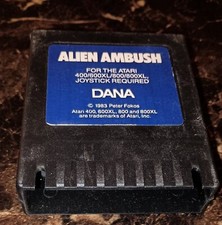 ALIEN AMBUSH
FOR THE ATARI
400/600XL/800/800XL,
JOYSTICK REQUIRED
DANA
© 1983 Peter Fokos
Atari 400, 600XL, 800 and 800XL
are trademarks of Atari, Inc.